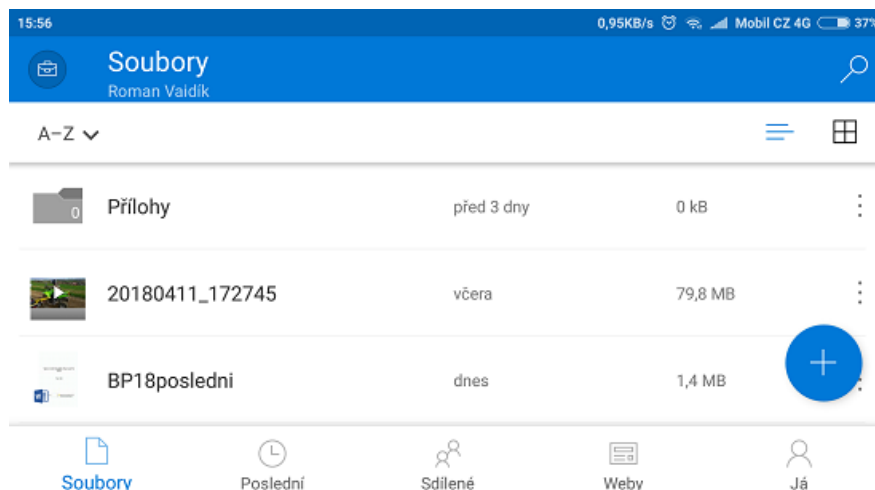 15:56 0,95KB/s Mobil CZ 4G 37%
Soubory
Roman Vaidík
A–Z
0
Přílohy před 3 dny 0 kB
20180411_172745 včera 79,8 MB
BP18posledni dnes 1,4 MB
Soubory Poslední Sdílené Weby Já